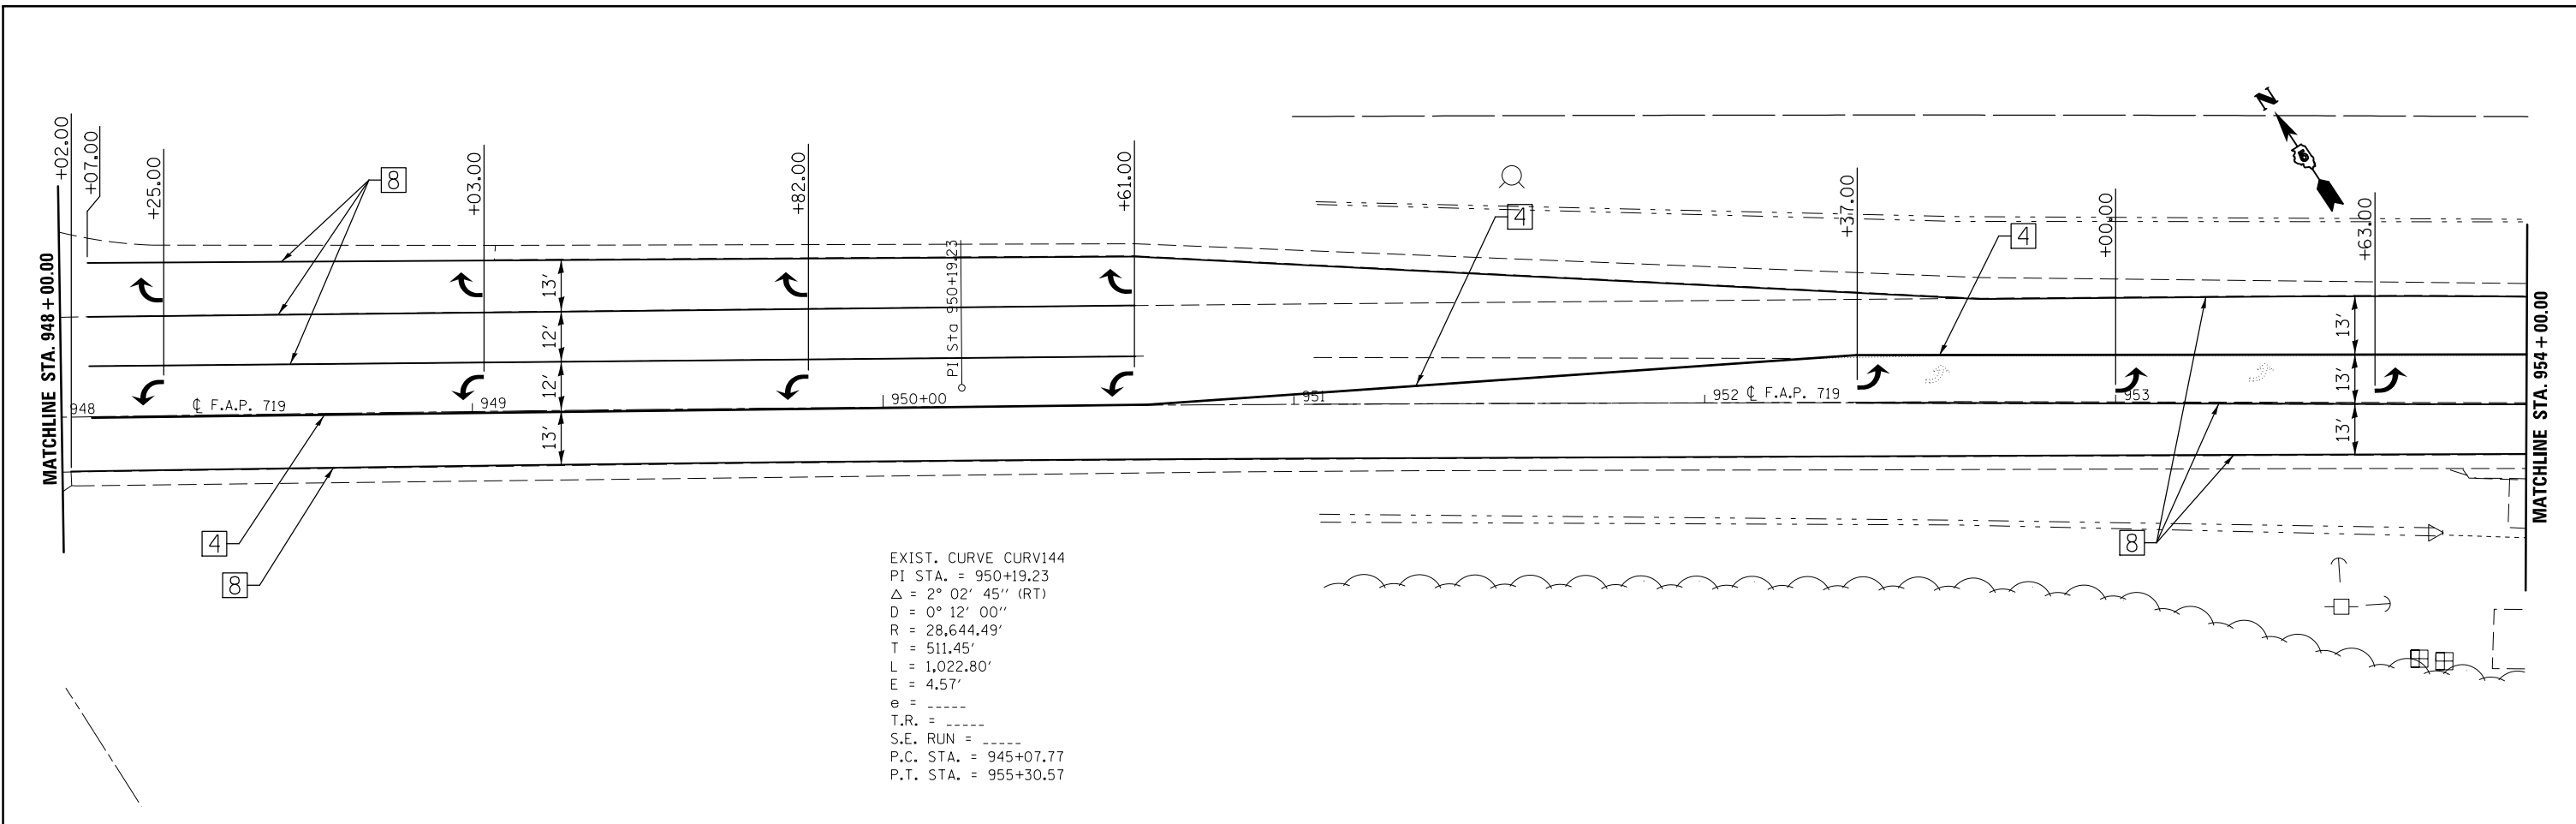 MATCHLINE STA. 948+00.00
+02.00
+07.00
+25.00
8
+03.00
+82.00
+61.00
4
+37.00
4
+00.00
+63.00
N
6
MATCHLINE STA. 954+00.00
13'
12'
12'
13'
PI Sta 950+19.23
13'
13'
13'
948
℄ F.A.P. 719
949
950+00
951
952
℄ F.A.P. 719
953
4
8
8
EXIST. CURVE CURV144
PI STA. = 950+19.23
△ = 2° 02' 45'' (RT)
D = 0° 12' 00''
R = 28,644.49'
T = 511.45'
L = 1,022.80'
E = 4.57'
e = _____
T.R. = _____
S.E. RUN = _____
P.C. STA. = 945+07.77
P.T. STA. = 955+30.57